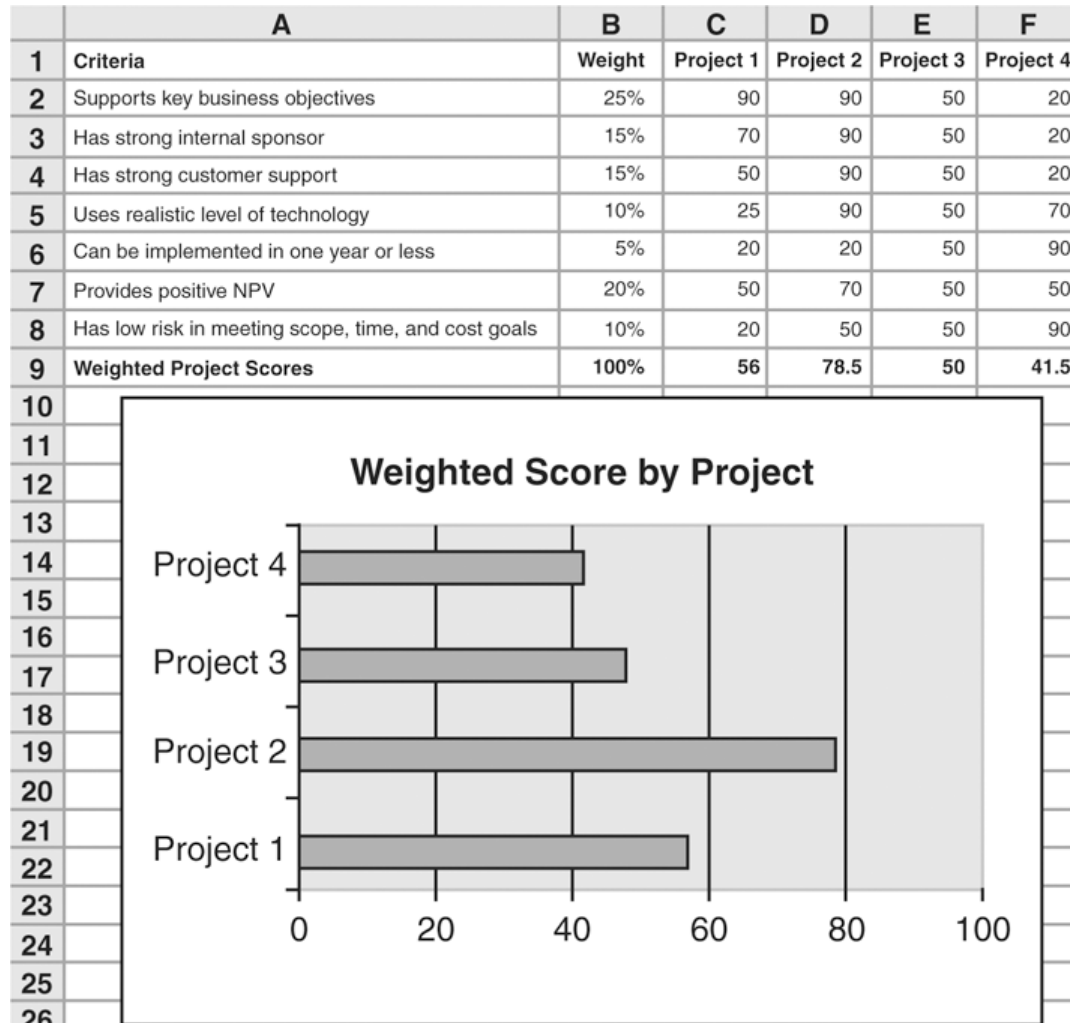 A B C D E F
1 Criteria Weight Project 1 Project 2 Project 3 Project 4
2 Supports key business objectives 25% 90 90 50 20
3 Has strong internal sponsor 15% 70 90 50 20
4 Has strong customer support 15% 50 90 50 20
5 Uses realistic level of technology 10% 25 90 50 70
6 Can be implemented in one year or less 5% 20 20 50 90
7 Provides positive NPV 20% 50 70 50 50
8 Has low risk in meeting scope, time, and cost goals 10% 20 50 50 90
9 Weighted Project Scores 100% 56 78.5 50 41.5
10
11
12 Weighted Score by Project
13
14 Project 4
15
16
17 Project 3
18
19 Project 2
20
21
22 Project 1
23
24 0 20 40 60 80 100
25
26